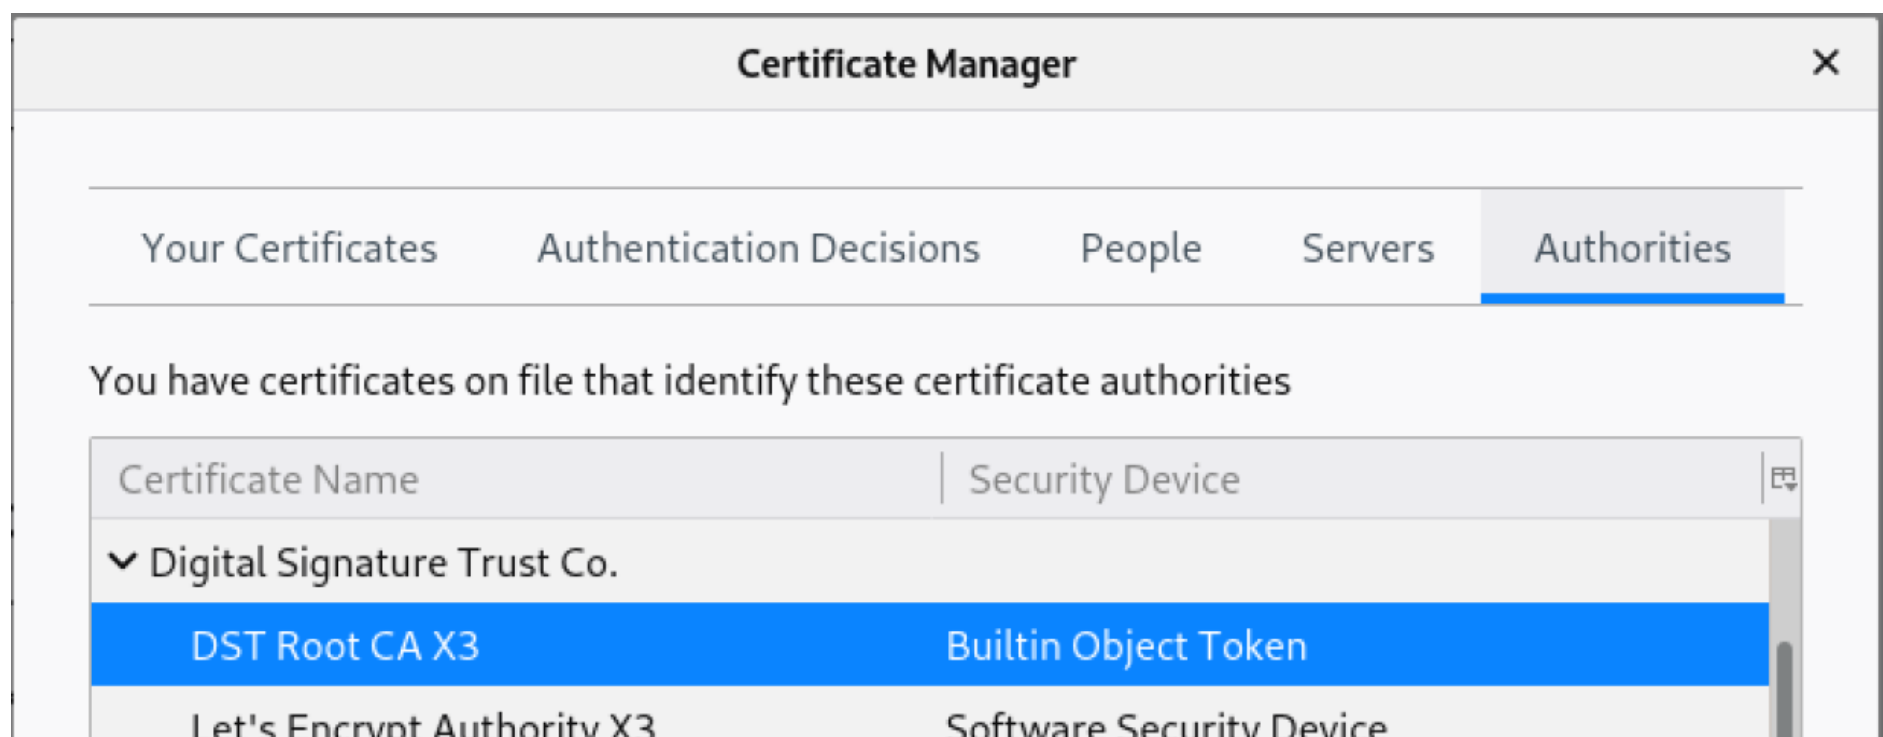 Certificate Manager
Your Certificates Authentication Decisions People Servers Authorities
You have certificates on file that identify these certificate authorities
Certificate Name Security Device
Digital Signature Trust Co.
DST Root CA X3 Builtin Object Token
Let's Encrypt Authority X3 Software Security Device